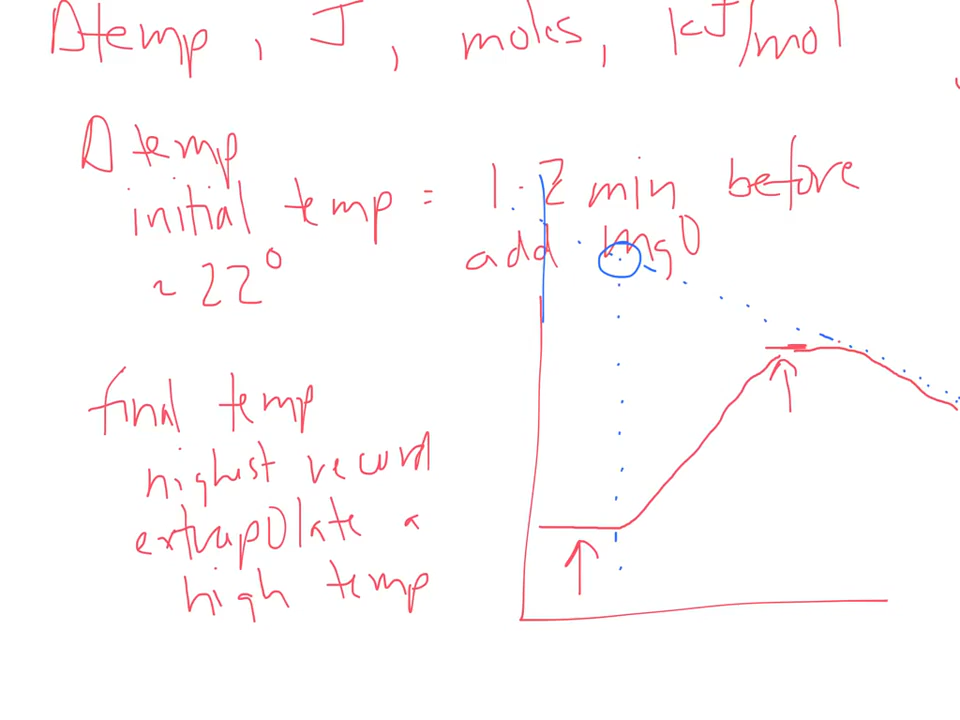 Δtemp, J, moles, kJ/mol
Δ temp
initial temp = 1-2 min before
add MgO
~ 22°
final temp
highest record
extrapolate a
high temp